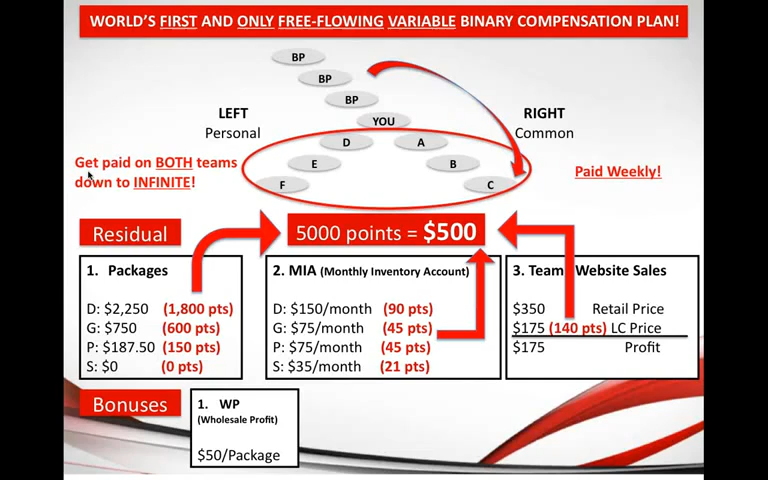 WORLD'S FIRST AND ONLY FREE-FLOWING VARIABLE BINARY COMPENSATION PLAN!
BP
BP
BP
LEFT
Personal
RIGHT
Common
YOU
D
A
E
B
F
C
Get paid on BOTH teams
down to INFINITE!
Paid Weekly!
Residual
5000 points = $500
1. Packages
D: $2,250 (1,800 pts)
G: $750 (600 pts)
P: $187.50 (150 pts)
S: $0 (0 pts)
2. MIA (Monthly Inventory Account)
D: $150/month (90 pts)
G: $75/month (45 pts)
P: $75/month (45 pts)
S: $35/month (21 pts)
3. Team Website Sales
$350 Retail Price
$175 (140 pts) LC Price
$175 Profit
Bonuses
1. WP
(Wholesale Profit)
$50/Package